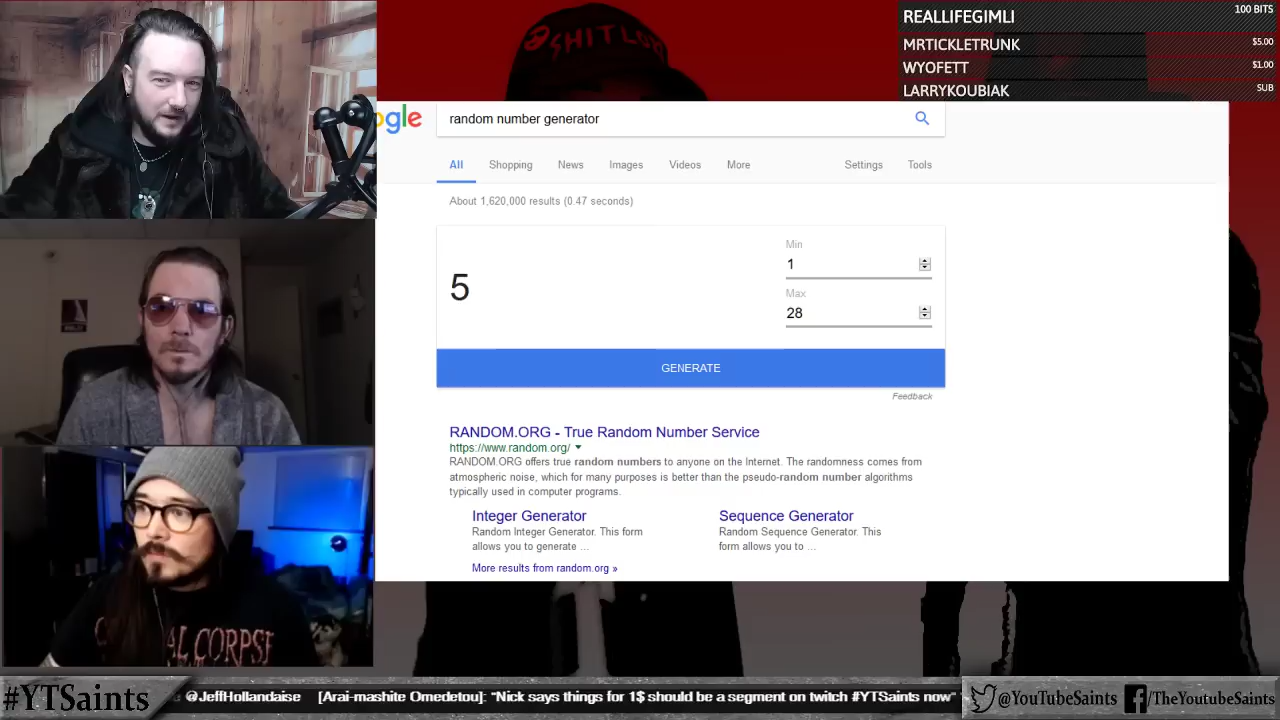 SHITLOR
REALLIFEGIMLI 100 BITS
MRTICKLETRUNK $5.00
WYOFETT $1.00
LARRYKOUBIAK SUB
ogle random number generator
All Shopping News Images Videos More Settings Tools
About 1,620,000 results (0.47 seconds)
Min
1
5
Max
28
GENERATE
Feedback
RANDOM.ORG - True Random Number Service
https://www.random.org/
RANDOM.ORG offers true random numbers to anyone on the Internet. The randomness comes from
atmospheric noise, which for many purposes is better than the pseudo-random number algorithms
typically used in computer programs.
Integer Generator
Random Integer Generator. This form
allows you to generate ...
Sequence Generator
Random Sequence Generator. This
form allows you to ...
More results from random.org »
CORPSE
#YTSaints
@JeffHollandaise [Arai-mashite Omedetou]: "Nick says things for 1$ should be a segment on twitch #YTSaints now"
@YouTubeSaints /TheYoutubeSaints